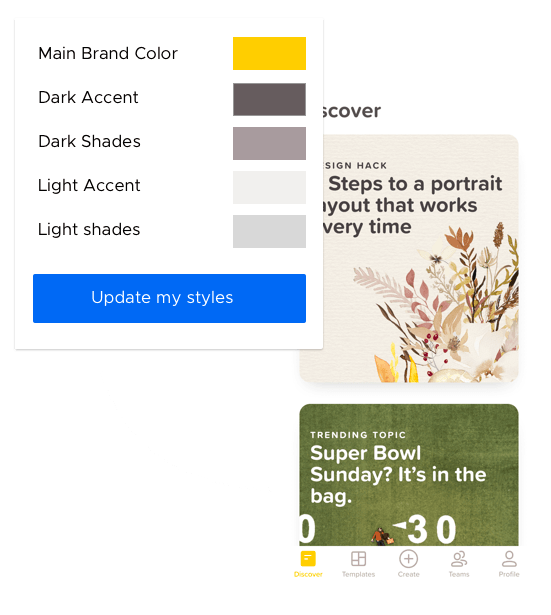 Main Brand Color
Dark Accent
Dark Shades
Light Accent
Light shades
Update my styles
scover
SIGN HACK
Steps to a portrait
yout that works
very time
TRENDING TOPIC
Super Bowl
Sunday? It's in the
bag.
0 30
Discover
Templates
Create
Teams
Profile